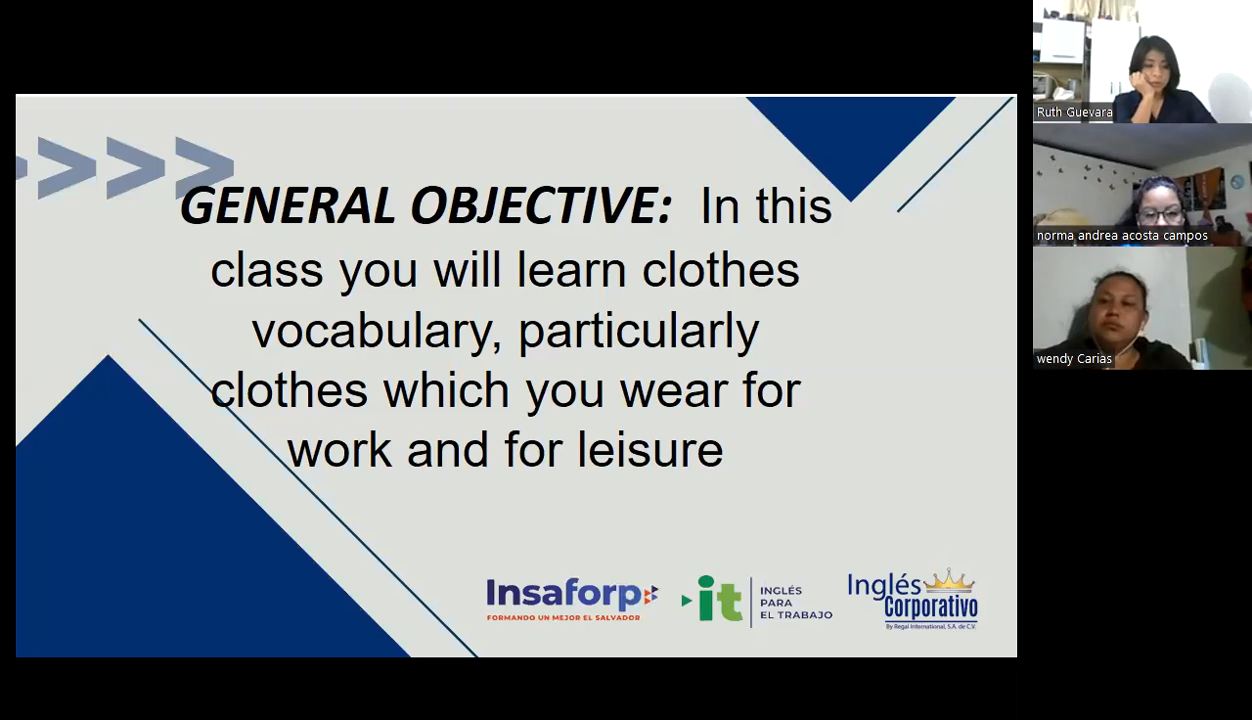 GENERAL OBJECTIVE: In this
class you will learn clothes
vocabulary, particularly
clothes which you wear for
work and for leisure
Insaforp
FORMANDO UN MEJOR EL SALVADOR
it
INGLÉS
PARA
EL TRABAJO
Inglés
Corporativo
By Regal International, S.A. de C.V.
Ruth Guevara
norma andrea acosta campos
wendy Carias